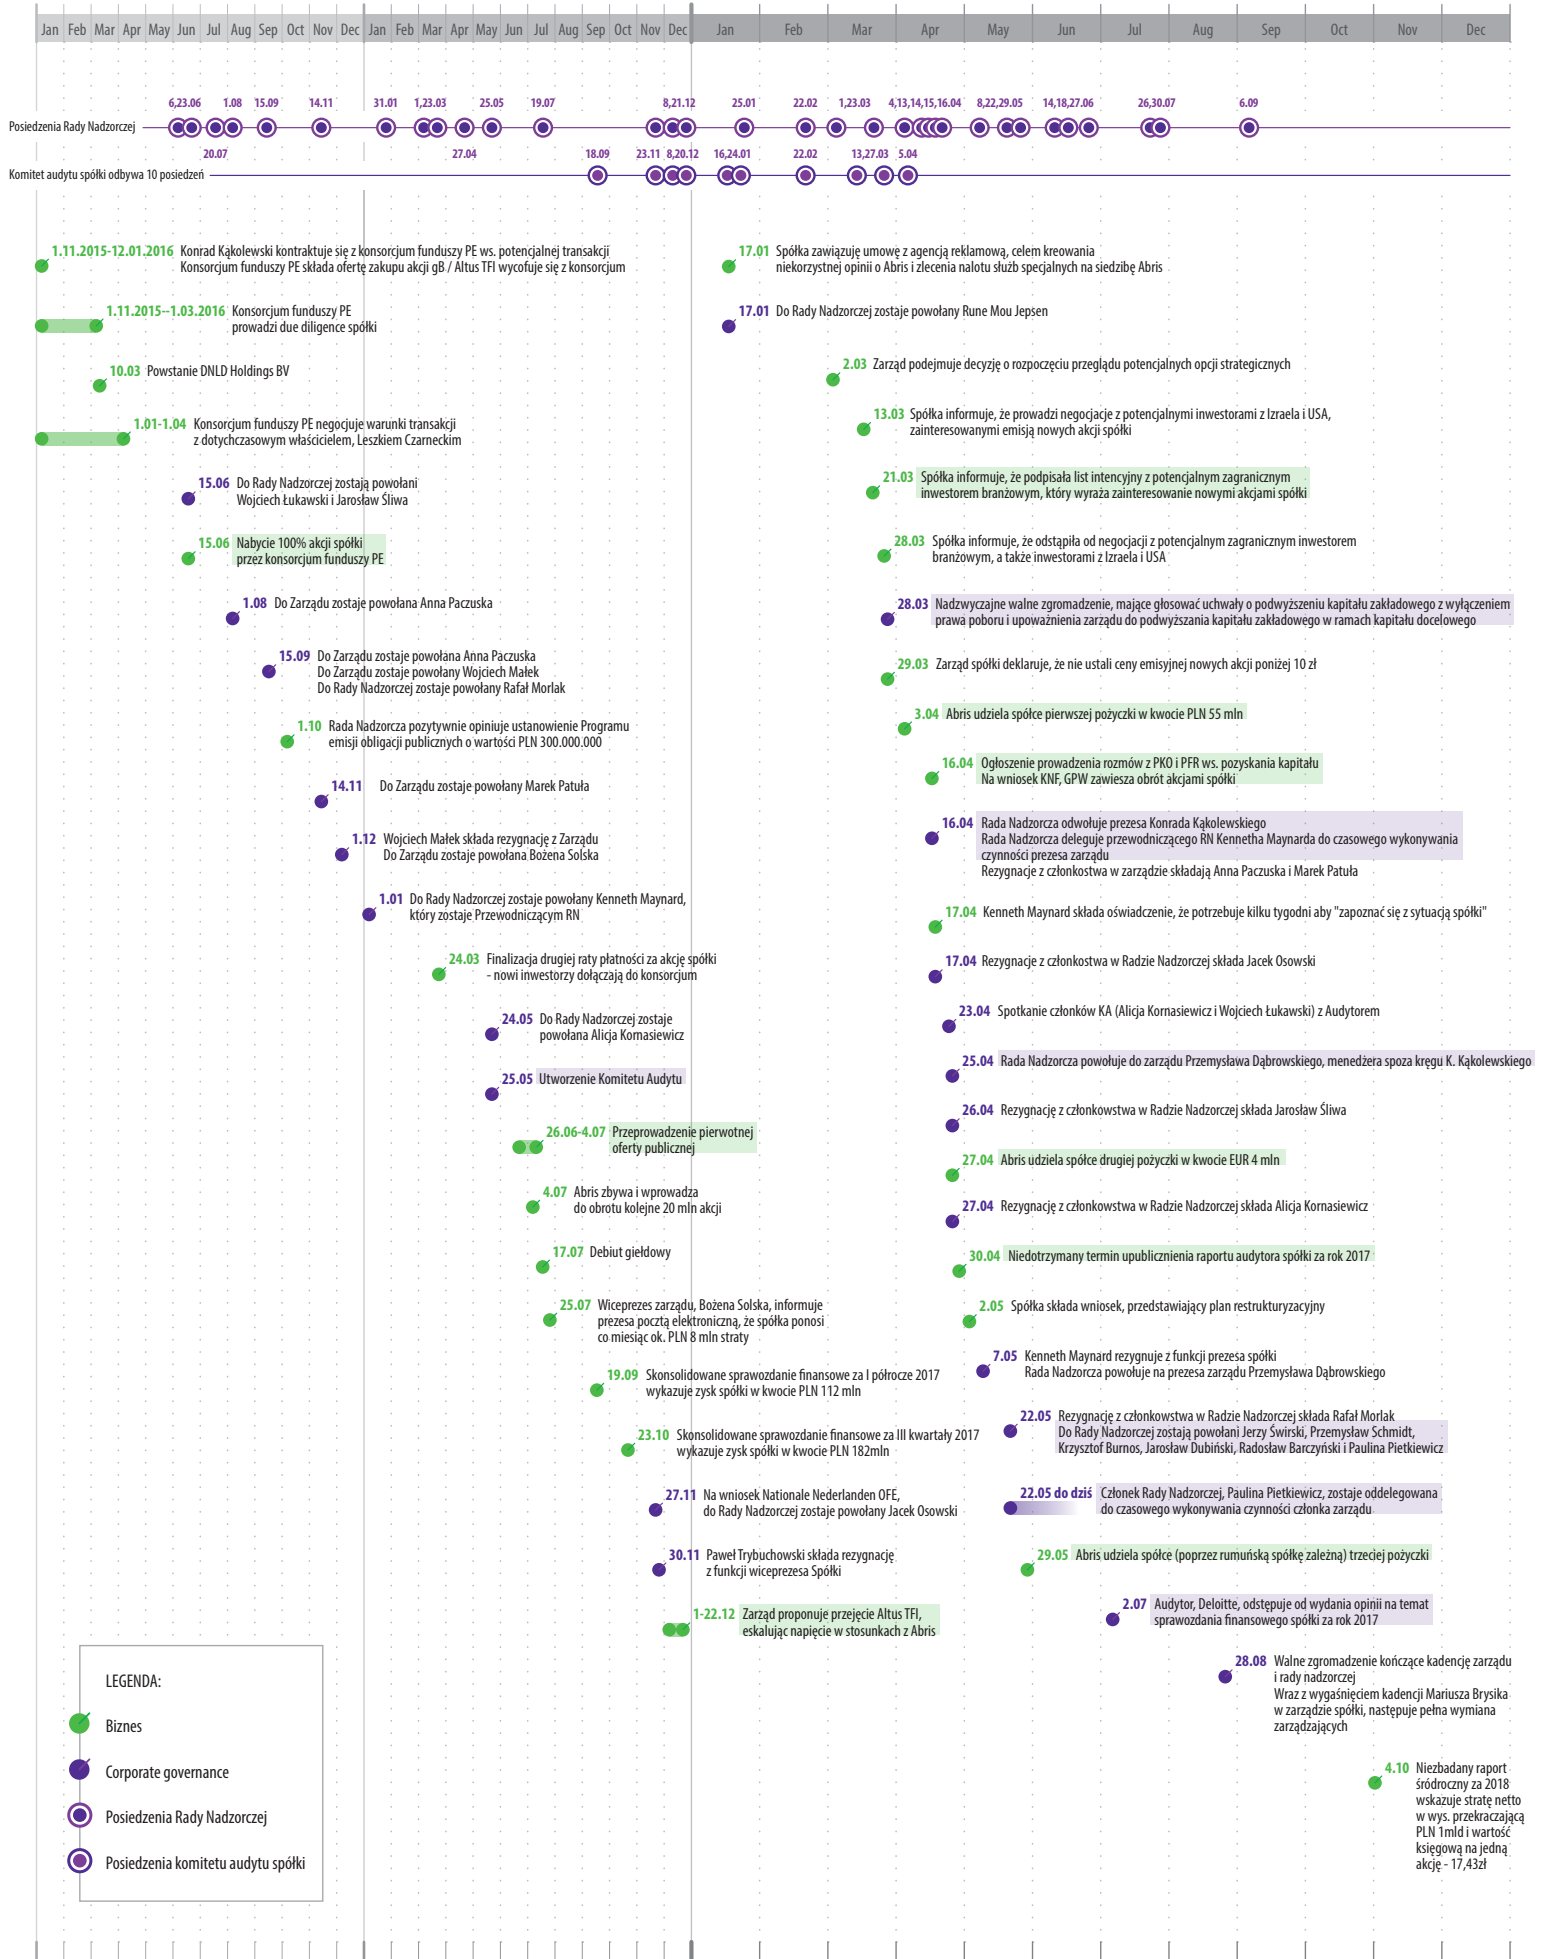 Jan Feb Mar Apr May Jun Jul Aug Sep Oct Nov Dec Jan Feb Mar Apr May Jun Jul Aug Sep Oct Nov Dec Jan Feb Mar Apr May Jun Jul Aug Sep Oct Nov Dec
6,23.06 1.08 15.09 14.11 31.01 1,23.03 25.05 19.07 8,21.12 25.01 22.02 1,23.03 4,13,14,15,16.04 8,22,29.05 14,18,27.06 26,30.07 6.09
Posiedzenia Rady Nadzorczej
20.07 27.04 18.09 23.11 8,20.12 16,24.01 22.02 13,27.03 5.04
Komitet audytu spółki odbywa 10 posiedzeń
1.11.2015-12.01.2016 Konrad Kąkolewski kontraktuje się z konsorcjum funduszy PE ws. potencjalnej transakcji
Konsorcjum funduszy PE składa ofertę zakupu akcji gB / Altus TFI wycofuje się z konsorcjum
1.11.2015--1.03.2016 Konsorcjum funduszy PE
prowadzi due diligence spółki
10.03 Powstanie DNLD Holdings BV
1.01-1.04 Konsorcjum funduszy PE negocjuje warunki transakcji
z dotychczasowym właścicielem, Leszkiem Czarneckim
15.06 Do Rady Nadzorczej zostają powołani
Wojciech Łukawski i Jarosław Śliwa
15.06 Nabycie 100% akcji spółki
przez konsorcjum funduszy PE
1.08 Do Zarządu zostaje powołana Anna Paczuska
15.09 Do Zarządu zostaje powołana Anna Paczuska
Do Zarządu zostaje powołany Wojciech Małek
Do Rady Nadzorczej zostaje powołany Rafał Morlak
1.10 Rada Nadzorcza pozytywnie opiniuje ustanowienie Programu
emisji obligacji publicznych o wartości PLN 300.000.000
14.11 Do Zarządu zostaje powołany Marek Patuła
1.12 Wojciech Małek składa rezygnację z Zarządu
Do Zarządu zostaje powołana Bożena Solska
1.01 Do Rady Nadzorczej zostaje powołany Kenneth Maynard,
który zostaje Przewodniczącym RN
24.03 Finalizacja drugiej raty płatności za akcję spółki
- nowi inwestorzy dołączają do konsorcjum
24.05 Do Rady Nadzorczej zostaje
powołana Alicja Kornasiewicz
25.05 Utworzenie Komitetu Audytu
26.06-4.07 Przeprowadzenie pierwotnej
oferty publicznej
4.07 Abris zbywa i wprowadza
do obrotu kolejne 20 mln akcji
17.07 Debiut giełdowy
25.07 Wiceprezes zarządu, Bożena Solska, informuje
prezesa pocztą elektroniczną, że spółka ponosi
co miesiąc ok. PLN 8 mln straty
19.09 Skonsolidowane sprawozdanie finansowe za I półrocze 2017
wykazuje zysk spółki w kwocie PLN 112 mln
23.10 Skonsolidowane sprawozdanie finansowe za III kwartały 2017
wykazuje zysk spółki w kwocie PLN 182mln
27.11 Na wniosek Nationale Nederlanden OFE,
do Rady Nadzorczej zostaje powołany Jacek Osowski
30.11 Paweł Trybuchowski składa rezygnację
z funkcji wiceprezesa Spółki
1-22.12 Zarząd proponuje przejęcie Altus TFI,
eskalując napięcie w stosunkach z Abris
17.01 Spółka zawiązuję umowę z agencją reklamową, celem kreowania
niekorzystnej opinii o Abris i zlecenia nalotu służb specjalnych na siedzibę Abris
17.01 Do Rady Nadzorczej zostaje powołany Rune Mou Jepsen
2.03 Zarząd podejmuje decyzję o rozpoczęciu przeglądu potencjalnych opcji strategicznych
13.03 Spółka informuje, że prowadzi negocjacje z potencjalnymi inwestorami z Izraela i USA,
zainteresowanymi emisją nowych akcji spółki
21.03 Spółka informuje, że podpisała list intencyjny z potencjalnym zagranicznym
inwestorem branżowym, który wyraża zainteresowanie nowymi akcjami spółki
28.03 Spółka informuje, że odstąpiła od negocjacji z potencjalnym zagranicznym inwestorem
branżowym, a także inwestorami z Izraela i USA
28.03 Nadzwyczajne walne zgromadzenie, mające głosować uchwały o podwyższeniu kapitału zakładowego z wyłączeniem
prawa poboru i upoważnienia zarządu do podwyższania kapitału zakładowego w ramach kapitału docelowego
29.03 Zarząd spółki deklaruje, że nie ustali ceny emisyjnej nowych akcji poniżej 10 zł
3.04 Abris udziela spółce pierwszej pożyczki w kwocie PLN 55 mln
16.04 Ogłoszenie prowadzenia rozmów z PKO i PFR ws. pozyskania kapitału
Na wniosek KNF, GPW zawiesza obrót akcjami spółki
16.04 Rada Nadzorcza odwołuje prezesa Konrada Kąkolewskiego
Rada Nadzorcza deleguje przewodniczącego RN Kennetha Maynarda do czasowego wykonywania
czynności prezesa zarządu
Rezygnacje z członkostwa w zarządzie składają Anna Paczuska i Marek Patuła
17.04 Kenneth Maynard składa oświadczenie, że potrzebuje kilku tygodni aby "zapoznać się z sytuacją spółki"
17.04 Rezygnacje z członkostwa w Radzie Nadzorczej składa Jacek Osowski
23.04 Spotkanie członków KA (Alicja Kornasiewicz i Wojciech Łukawski) z Audytorem
25.04 Rada Nadzorcza powołuje do zarządu Przemysława Dąbrowskiego, menedżera spoza kręgu K. Kąkolewskiego
26.04 Rezygnację z członkowstwa w Radzie Nadzorczej składa Jarosław Śliwa
27.04 Abris udziela spółce drugiej pożyczki w kwocie EUR 4 mln
27.04 Rezygnację z członkowstwa w Radzie Nadzorczej składa Alicja Kornasiewicz
30.04 Niedotrzymany termin upublicznienia raportu audytora spółki za rok 2017
2.05 Spółka składa wniosek, przedstawiający plan restrukturyzacyjny
7.05 Kenneth Maynard rezygnuje z funkcji prezesa spółki
Rada Nadzorcza powołuje na prezesa zarządu Przemysława Dąbrowskiego
22.05 Rezygnację z członkowstwa w Radzie Nadzorczej składa Rafał Morlak
Do Rady Nadzorczej zostają powołani Jerzy Świrski, Przemysław Schmidt,
Krzysztof Burnos, Jarosław Dubiński, Radosław Barczyński i Paulina Pietkiewicz
22.05 do dziś Członek Rady Nadzorczej, Paulina Pietkiewicz, zostaje oddelegowana
do czasowego wykonywania czynności członka zarządu
29.05 Abris udziela spółce (poprzez rumuńską spółkę zależną) trzeciej pożyczki
2.07 Audytor, Deloitte, odstępuje od wydania opinii na temat
sprawozdania finansowego spółki za rok 2017
28.08 Walne zgromadzenie kończące kadencję zarządu
i rady nadzorczej
Wraz z wygaśnięciem kadencji Mariusza Brysika
w zarządzie spółki, następuje pełna wymiana
zarządzających
4.10 Niezbadany raport
śródroczny za 2018
wskazuje stratę netto
w wys. przekraczającą
PLN 1mld i wartość
księgową na jedną
akcję - 17,43zł
LEGENDA:
Biznes
Corporate governance
Posiedzenia Rady Nadzorczej
Posiedzenia komitetu audytu spółki